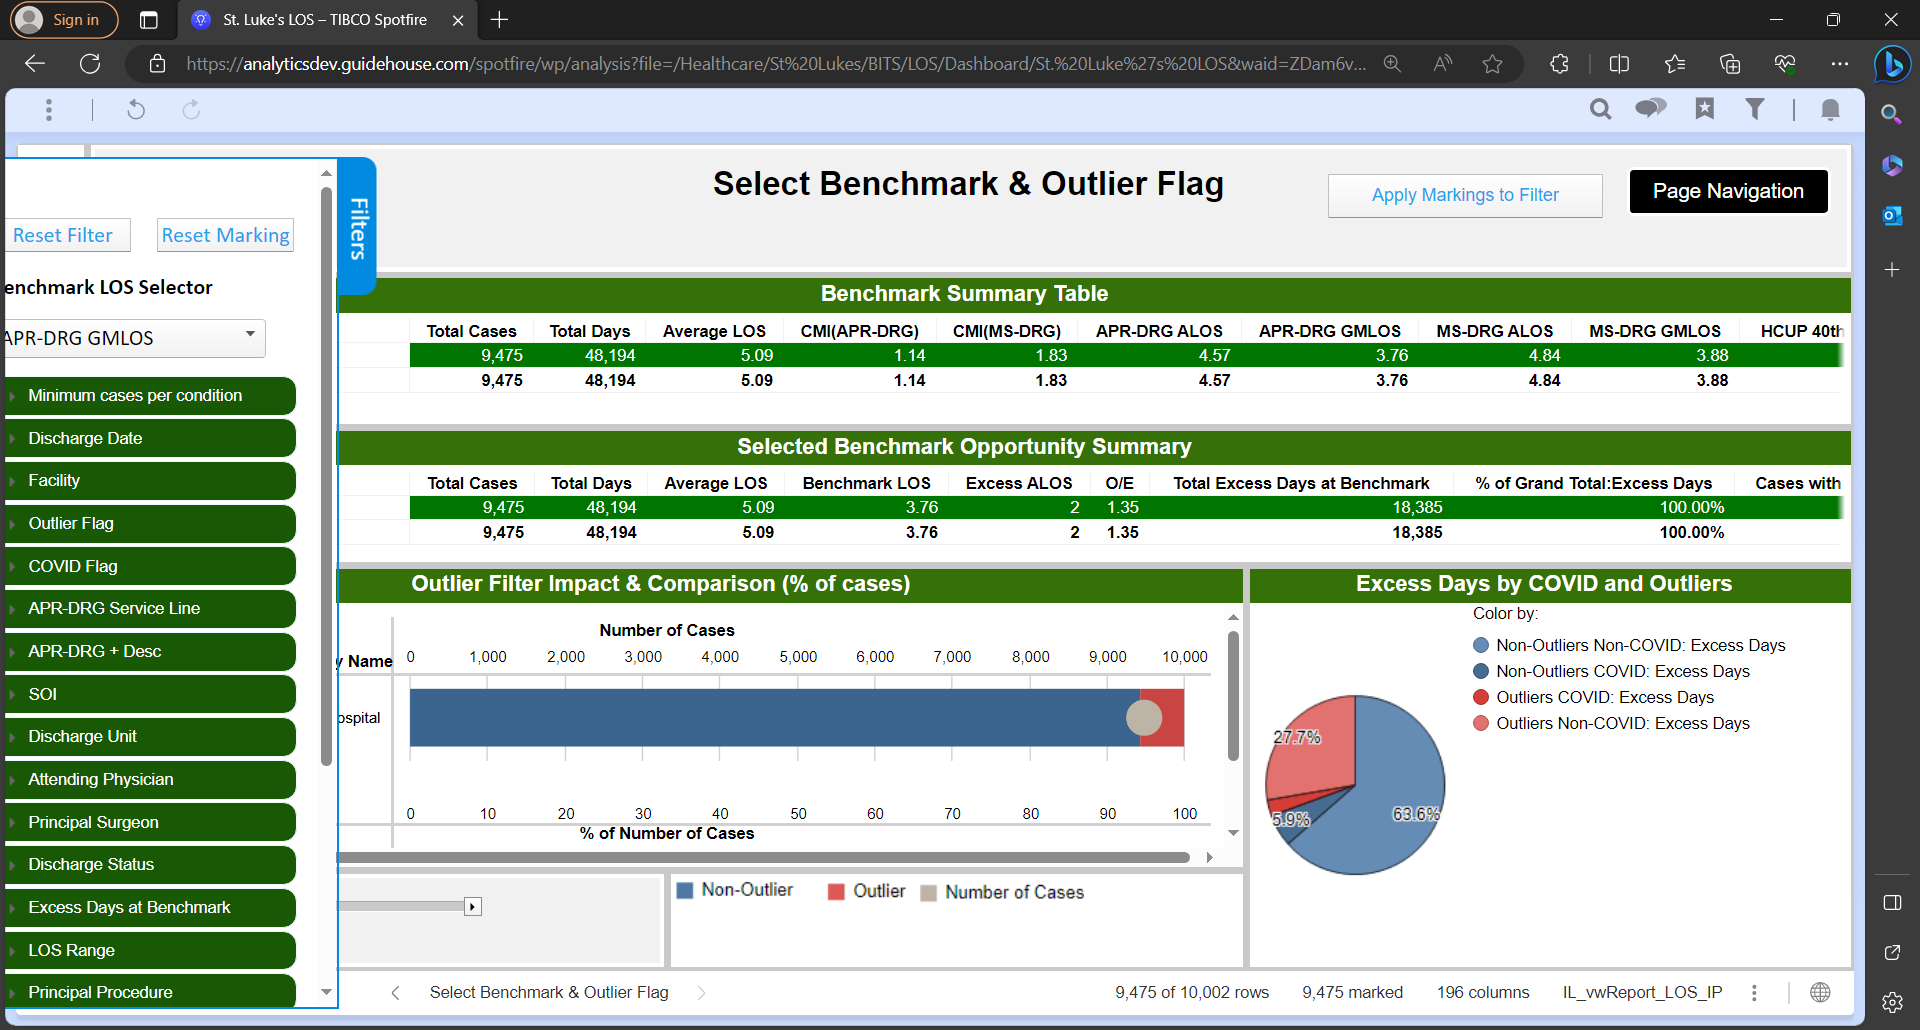 Sign in
St. Luke's LOS – TIBCO Spotfire
https://analyticsdev.guidehouse.com/spotfire/wp/analysis?file=/Healthcare/St%20Lukes/BITS/LOS/Dashboard/St.%20Luke%27s%20LOS&waid=ZDam6v...
Select Benchmark & Outlier Flag
Apply Markings to Filter
Page Navigation
Filters
Reset Filter Reset Marking
enchmark LOS Selector
APR-DRG GMLOS
Minimum cases per condition
Discharge Date
Facility
Outlier Flag
COVID Flag
APR-DRG Service Line
APR-DRG + Desc
SOI
Discharge Unit
Attending Physician
Principal Surgeon
Discharge Status
Excess Days at Benchmark
LOS Range
Principal Procedure
Benchmark Summary Table
Total Cases Total Days Average LOS CMI(APR-DRG) CMI(MS-DRG) APR-DRG ALOS APR-DRG GMLOS MS-DRG ALOS MS-DRG GMLOS HCUP 40th
9,475 48,194 5.09 1.14 1.83 4.57 3.76 4.84 3.88
9,475 48,194 5.09 1.14 1.83 4.57 3.76 4.84 3.88
Selected Benchmark Opportunity Summary
Total Cases Total Days Average LOS Benchmark LOS Excess ALOS O/E Total Excess Days at Benchmark % of Grand Total:Excess Days Cases with
9,475 48,194 5.09 3.76 2 1.35 18,385 100.00%
9,475 48,194 5.09 3.76 2 1.35 18,385 100.00%
Outlier Filter Impact & Comparison (% of cases)
Number of Cases
y Name 0 1,000 2,000 3,000 4,000 5,000 6,000 7,000 8,000 9,000 10,000
ospital
0 10 20 30 40 50 60 70 80 90 100
% of Number of Cases
Non-Outlier Outlier Number of Cases
Excess Days by COVID and Outliers
Color by:
Non-Outliers Non-COVID: Excess Days
Non-Outliers COVID: Excess Days
Outliers COVID: Excess Days
Outliers Non-COVID: Excess Days
27.7%
5.9%
63.6%
Select Benchmark & Outlier Flag
9,475 of 10,002 rows 9,475 marked 196 columns IL_vwReport_LOS_IP